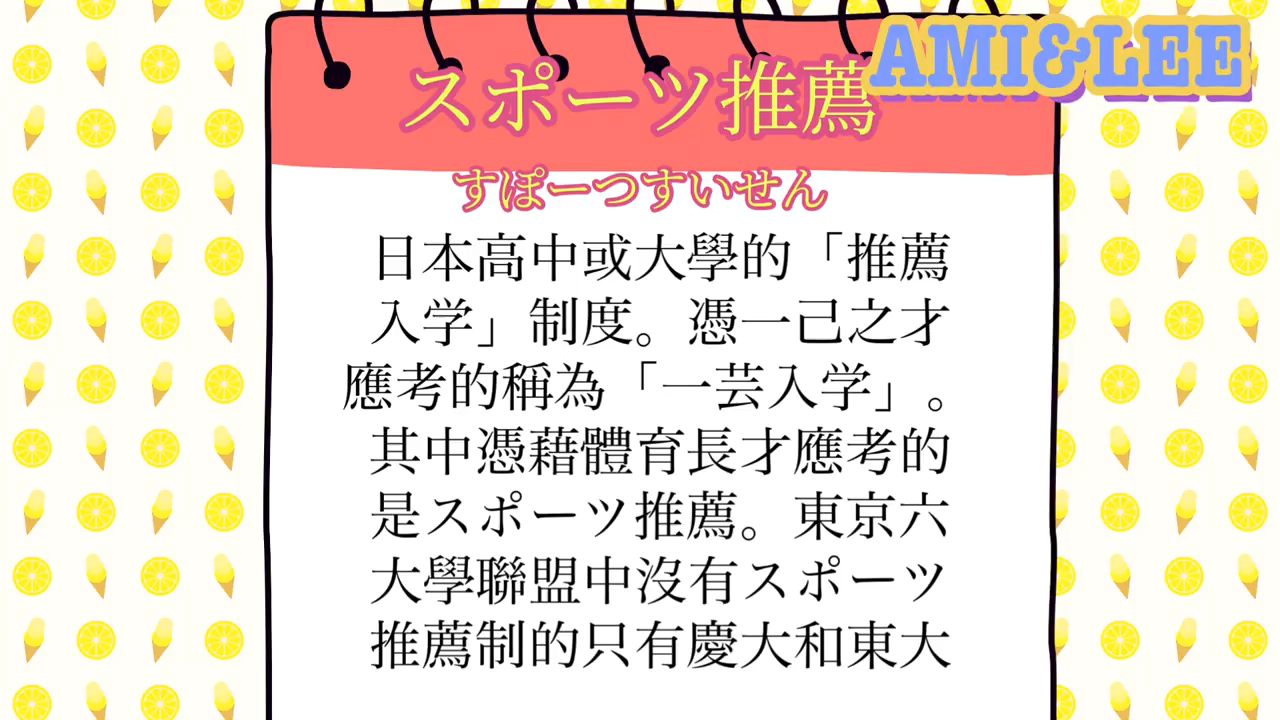 AMI&LEE
スポーツ推薦
すぽーつすいせん
日本高中或大學的「推薦
入学」制度。憑一己之才
應考的稱為「一芸入学」。
其中憑藉體育長才應考的
是スポーツ推薦。東京六
大學聯盟中沒有スポーツ
推薦制的只有慶大和東大